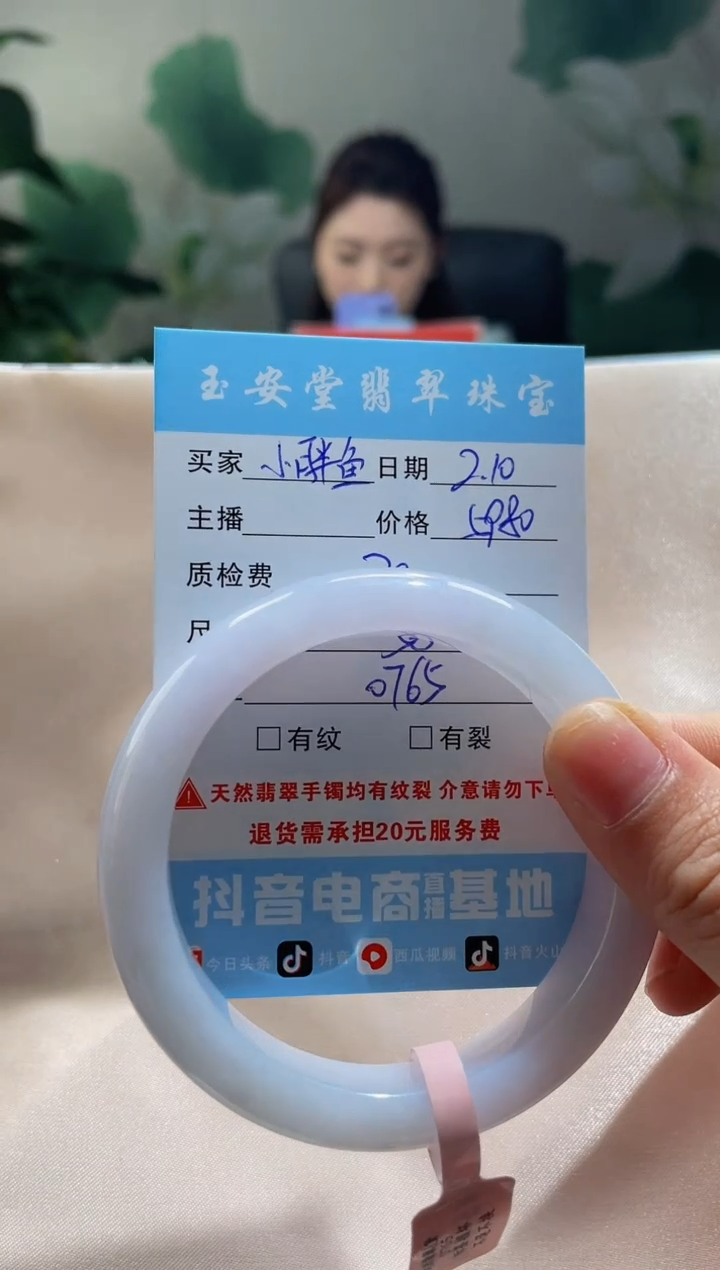 玉安堂翡翠珠宝
买家 小胖鱼 日期 2.10
主播 价格 5980
质检费
尺
0765
□有纹 □有裂
天然翡翠手镯均有纹裂 介意请勿下单
退货需承担20元服务费
抖音电商直播基地
今日头条 抖音 西瓜视频 抖音火山